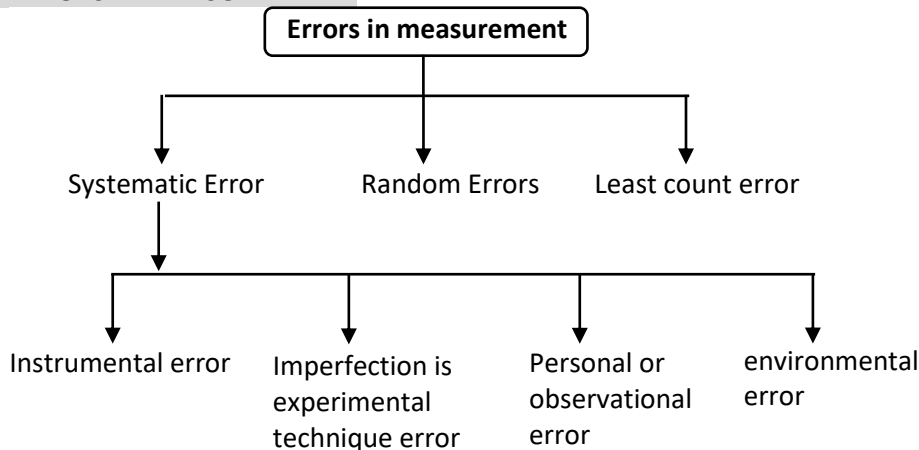 Errors in measurement
Systematic Error
Random Errors
Least count error
Instrumental error
Imperfection is
experimental
technique error
Personal or
observational
error
environmental
error